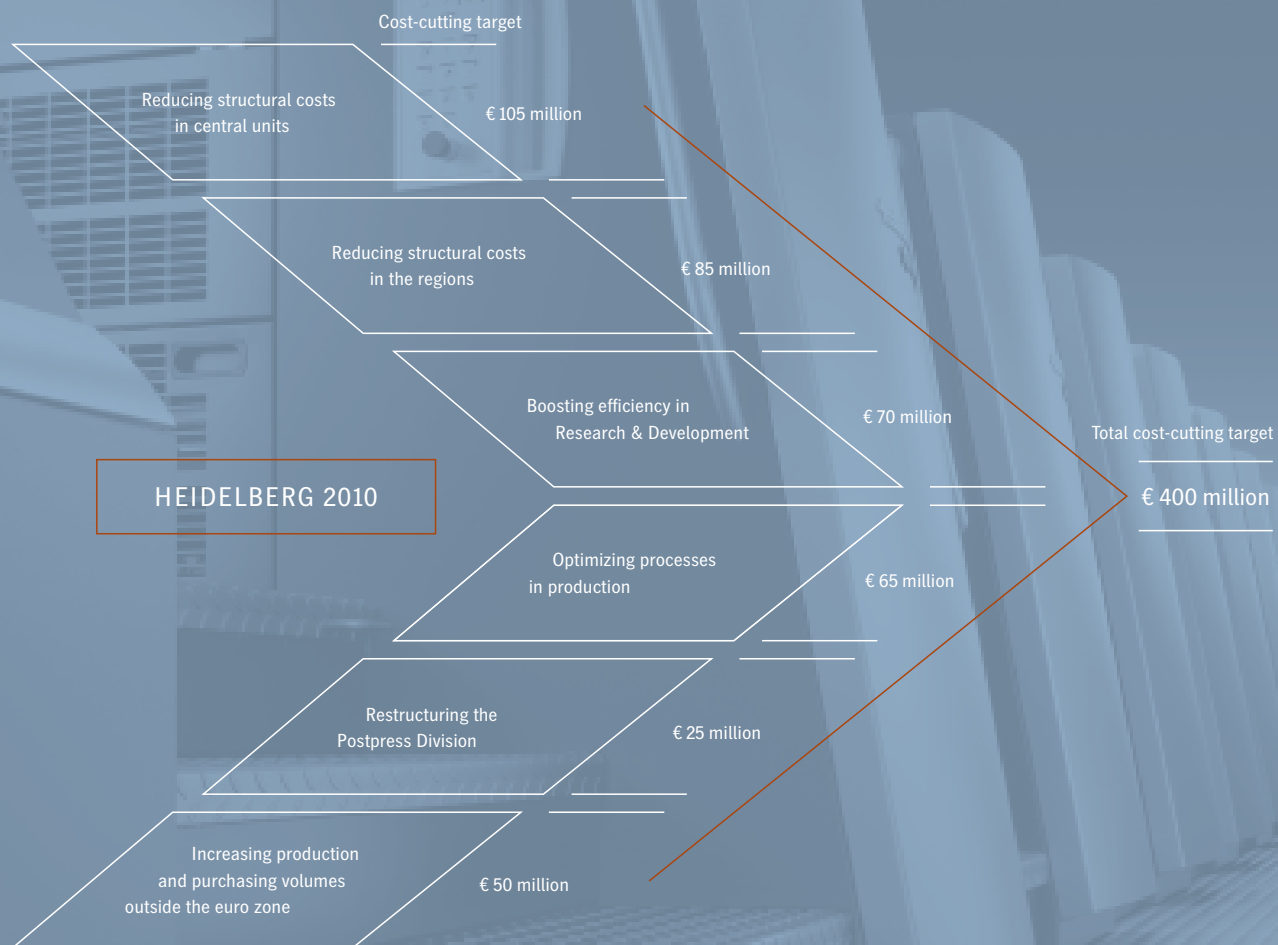 Cost-cutting target
Reducing structural costs
in central units
€ 105 million
Reducing structural costs
in the regions
€ 85 million
Boosting efficiency in
Research & Development
€ 70 million
Total cost-cutting target
HEIDELBERG 2010
€ 400 million
Optimizing processes
in production
€ 65 million
Restructuring the
Postpress Division
€ 25 million
Increasing production
and purchasing volumes
outside the euro zone
€ 50 million